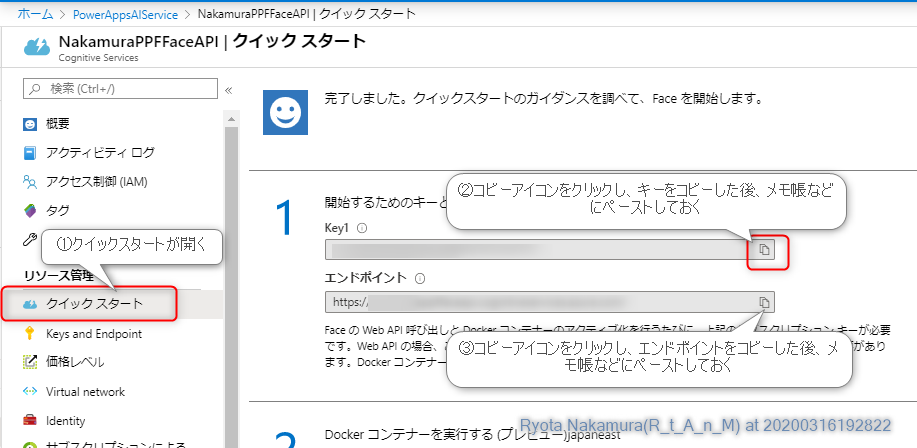 ホーム > PowerAppsAIService > NakamuraPPFFaceAPI | クイック スタート
NakamuraPPFFaceAPI | クイック スタート
Cognitive Services
検索 (Ctrl+/)
«
概要
アクティビティ ログ
アクセス制御 (IAM)
タグ
①クイックスタートが開く
リソース管理
クイック スタート
Keys and Endpoint
価格レベル
Virtual network
Identity
サブスクリプションによる
完了しました。クイックスタートのガイダンスを調べて、Face を開始します。
1
開始するためのキーと
②コピーアイコンをクリックし、キーをコピーした後、メモ帳など
にペーストしておく
Key1
エンドポイント
https://
Face の Web API 呼び出しと Docker コンテナーのアクティブ化を行うたびに、上記の
スクリプション キーが必要
です。Web API の場合、
があり
ます。Docker コンテナー
③コピーアイコンをクリックし、エンドポイントをコピーした後、メ
モ帳などにペーストしておく
2
Docker コンテナーを実行する (プレビュー)japaneast
Ryota Nakamura(R_t_A_n_M) at 20200316192822